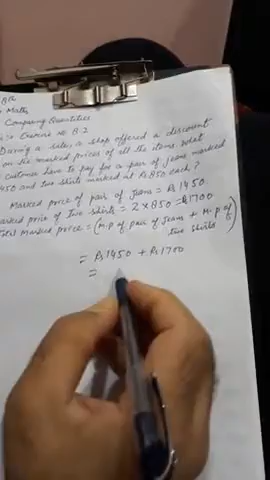 8th
Maths
Comparing Quantities
Exercise no 8.2
During a sale, a shop offered a discount
on the marked prices of all the items. What
customer have to pay for a pair of jeans marked
1450 and two shirts marked at Rs 850 each?
Marked price of pair of jeans = Rs 1450
Marked price of two shirts = 2 × 850 = Rs 1700
Total marked price = (M.P of pair of Jeans + M.P of
two shirts)
= Rs 1450 + Rs 1700
=